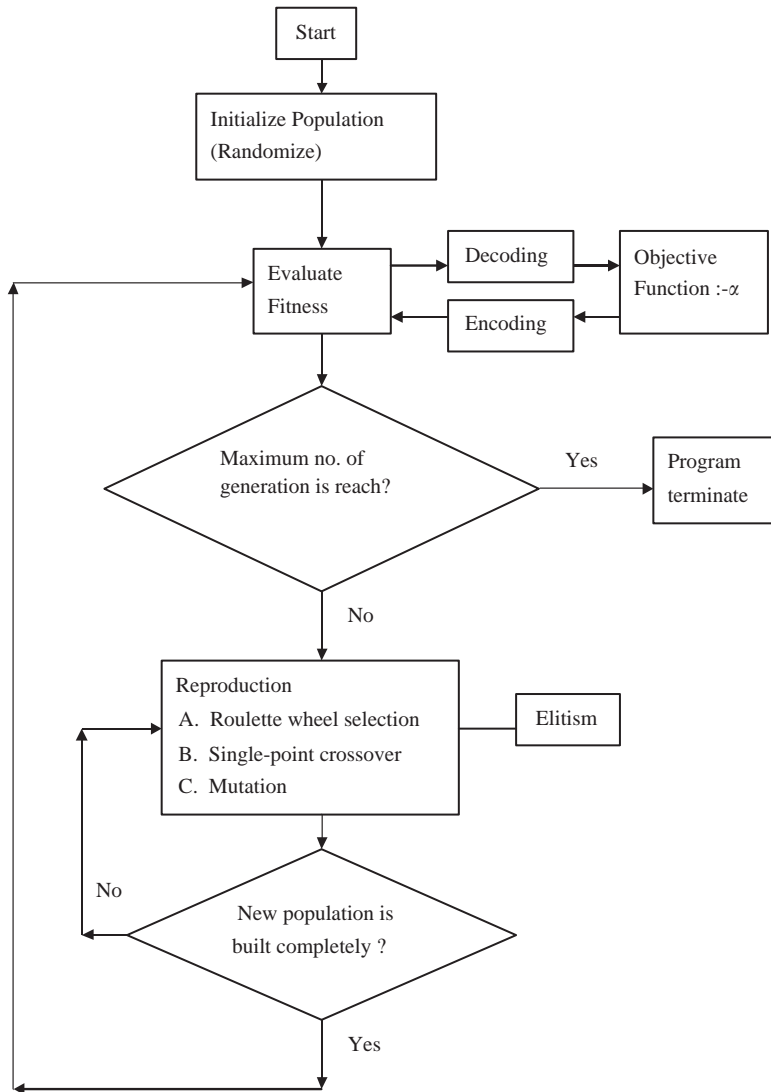 Start
Initialize Population
(Randomize)
Evaluate
Fitness
Decoding
Encoding
Objective
Function :-α
Maximum no. of
generation is reach?
Yes
Program
terminate
No
Reproduction
A. Roulette wheel selection
B. Single-point crossover
C. Mutation
Elitism
No
New population is
built completely ?
Yes